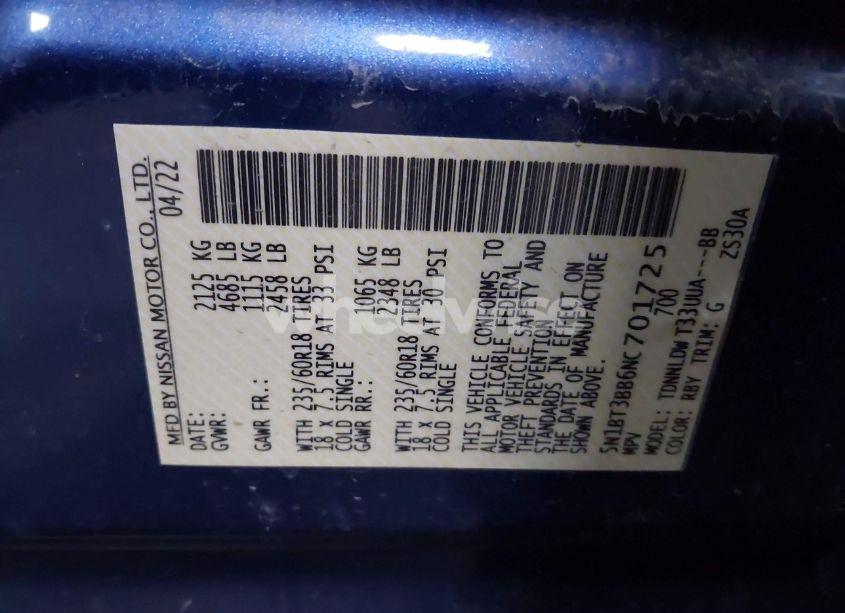 MFD BY NISSAN MOTOR CO., LTD.
DATE: 04/22
GVWR: 2125 KG
4685 LB
GAWR FR.: 1115 KG
2458 LB
WITH 235/60R18 TIRES
18 x 7.5 RIMS AT 33 PSI
COLD SINGLE
GAWR RR.: 1065 KG
2348 LB
WITH 235/60R18 TIRES
18 x 7.5 RIMS AT 30 PSI
COLD SINGLE
THIS VEHICLE CONFORMS TO
ALL APPLICABLE FEDERAL
MOTOR VEHICLE SAFETY AND
THEFT PREVENTION
STANDARDS IN EFFECT ON
THE DATE OF MANUFACTURE
SHOWN ABOVE.
5N1BT3BB6NC701725
MPV 700
MODEL: TDNNLDW T33UUA---BB
COLOR: RBY TRIM: G ZS30A